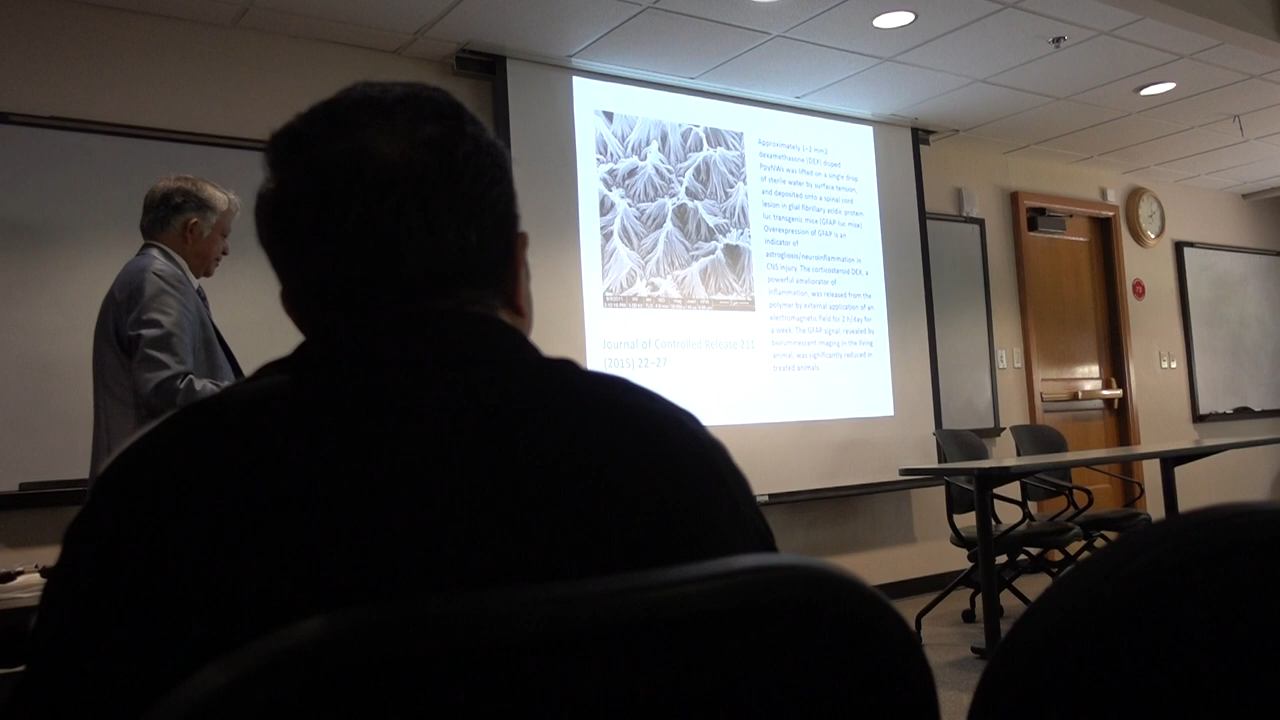 Approximately 1-2 mm2
dexamethasone (DEX) doped
PpyNWs was lifted on a single drop
of sterile water by surface tension,
and deposited onto a spinal cord
lesion in glial fibrillary acidic protein
luc transgenic mice (GFAP luc mice)
Overexpression of GFAP is an
indicator of
astrogliosis/neuroinflammation in
CNS injury. The corticosteroid DEX, a
powerful ameliorator of
inflammation, was released from the
polymer by external application of an
electromagnetic field for 2 h/day for
a week. The GFAP signal, revealed by
bioluminescent imaging in the living
animal, was significantly reduced in
treated animals.
Journal of Controlled Release 211
(2015) 22-27